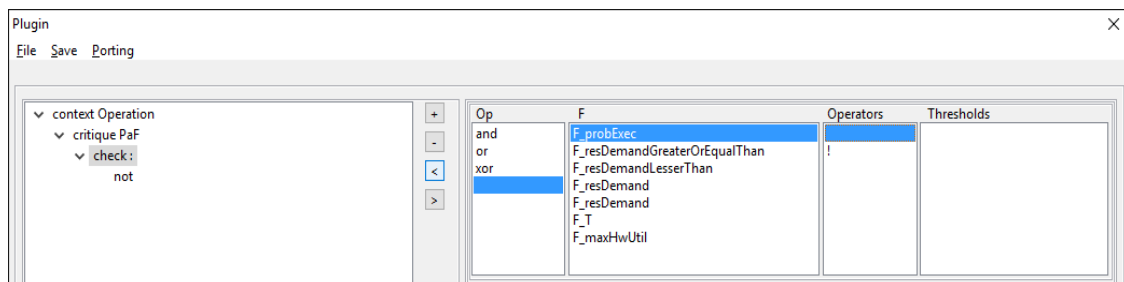 Plugin
File Save Porting
context Operation
critique PaF
check :
not
+
-
<
>
Op F Operators Thresholds
and F_probExec
or F_resDemandGreaterOrEqualThan !
xor F_resDemandLesserThan
F_resDemand
F_resDemand
F_T
F_maxHwUtil